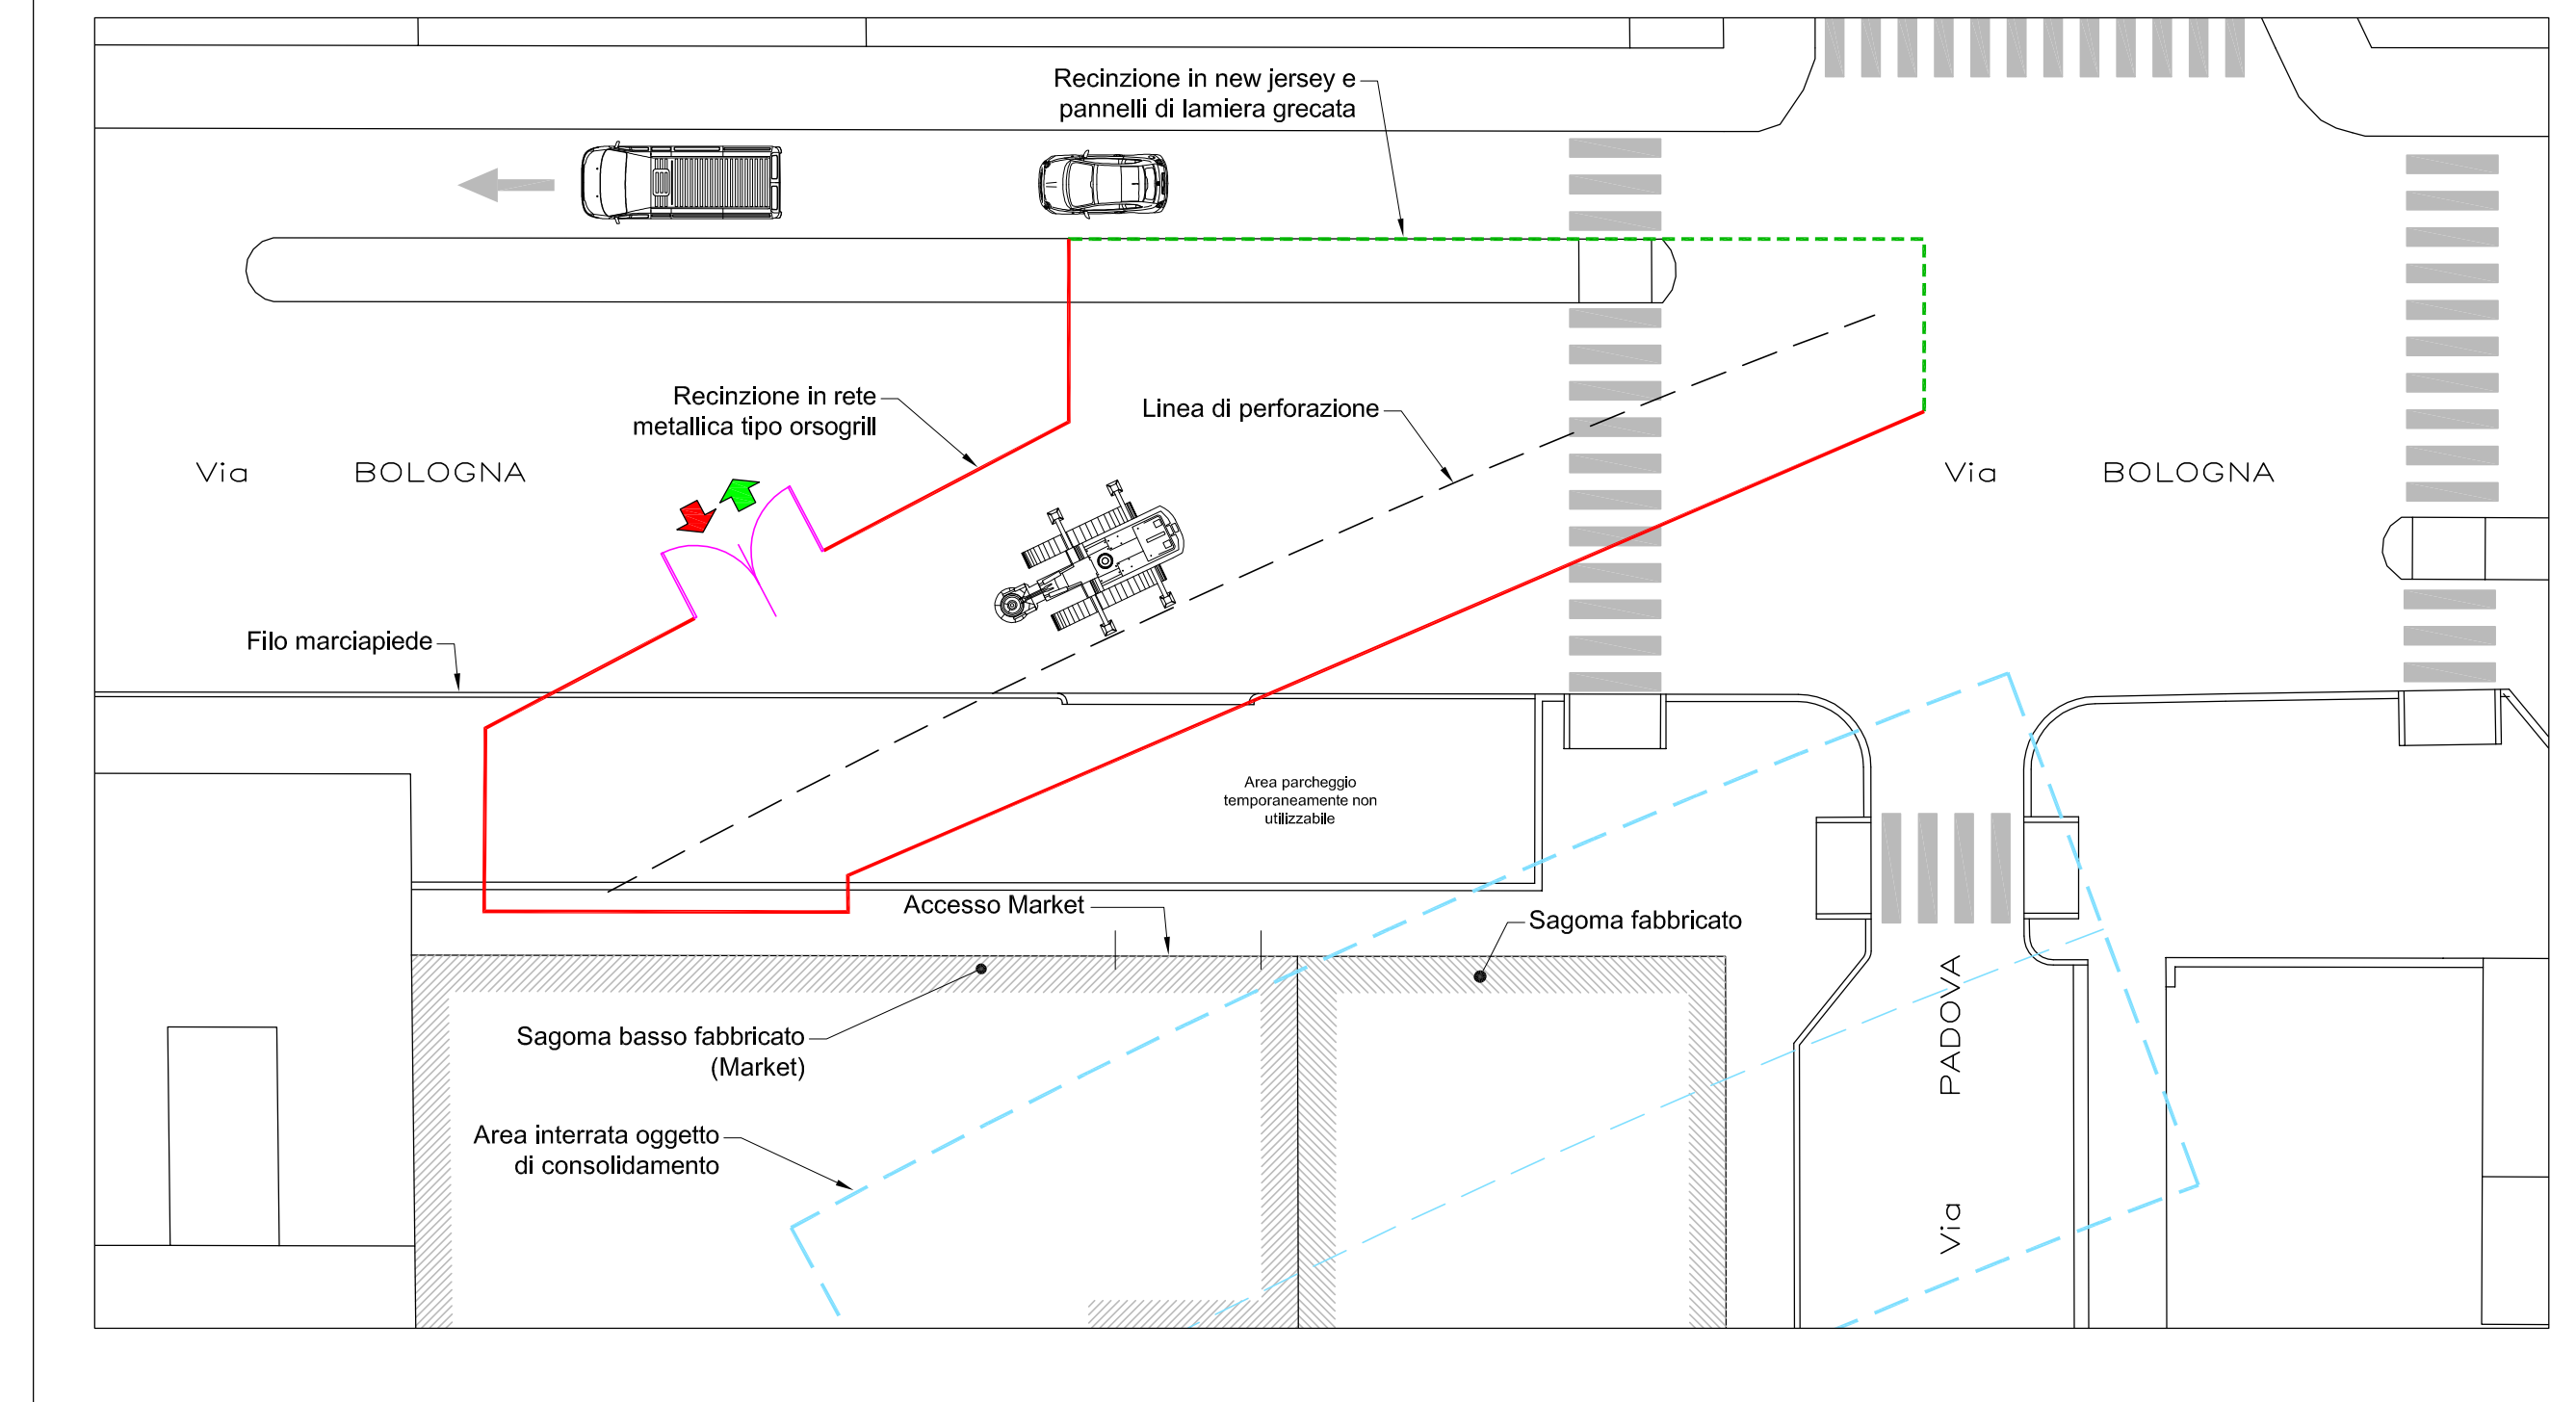 Recinzione in new jersey e
pannelli di lamiera grecata
Recinzione in rete
metallica tipo orsogrill
Linea di perforazione
Via BOLOGNA
Via BOLOGNA
Filo marciapiede
Area parcheggio
temporaneamente non
utilizzabile
Accesso Market
Sagoma fabbricato
Sagoma basso fabbricato
(Market)
Area interrata oggetto
di consolidamento
Via PADOVA